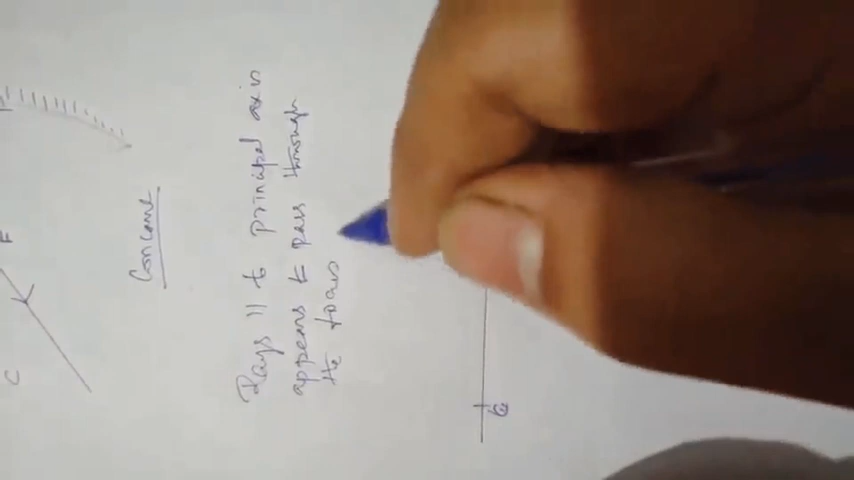 F
C
Concave
Rays || to principal axis
appears to pass through
the focus